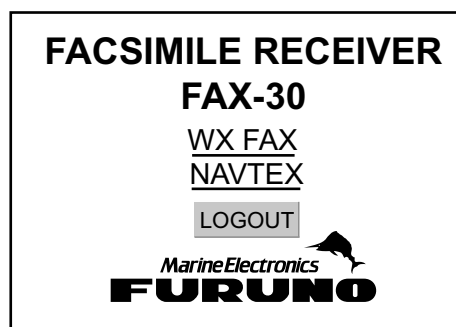 FACSIMILE RECEIVER
FAX-30
WX FAX
NAVTEX
LOGOUT
Marine Electronics
FURUNO